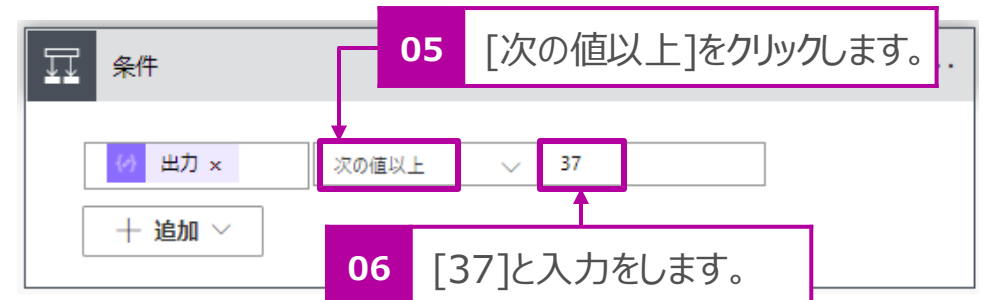 05 [次の値以上]をクリックします。
条件
出力 × 次の値以上 37
+ 追加
06 [37]と入力をします。